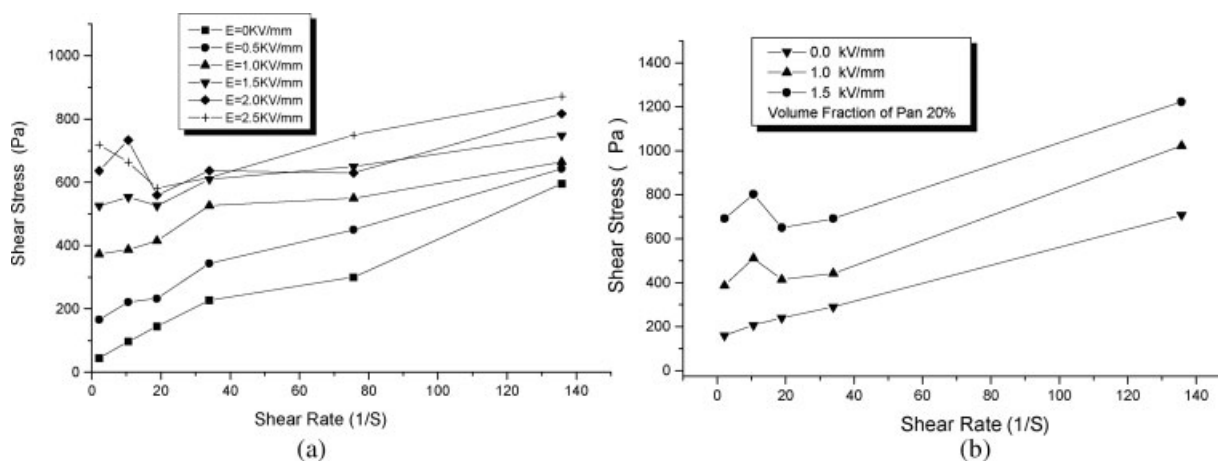 E=0KV/mm
E=0.5KV/mm
E=1.0KV/mm
E=1.5KV/mm
E=2.0KV/mm
E=2.5KV/mm
1000
800
600
400
200
0
Shear Stress (Pa)
0 20 40 60 80 100 120 140
Shear Rate (1/S)
(a)
0.0 kV/mm
1.0 kV/mm
1.5 kV/mm
Volume Fraction of Pan 20%
1400
1200
1000
800
600
400
200
0
Shear Stress ( Pa)
0 20 40 60 80 100 120 140
Shear Rate (1/S)
(b)